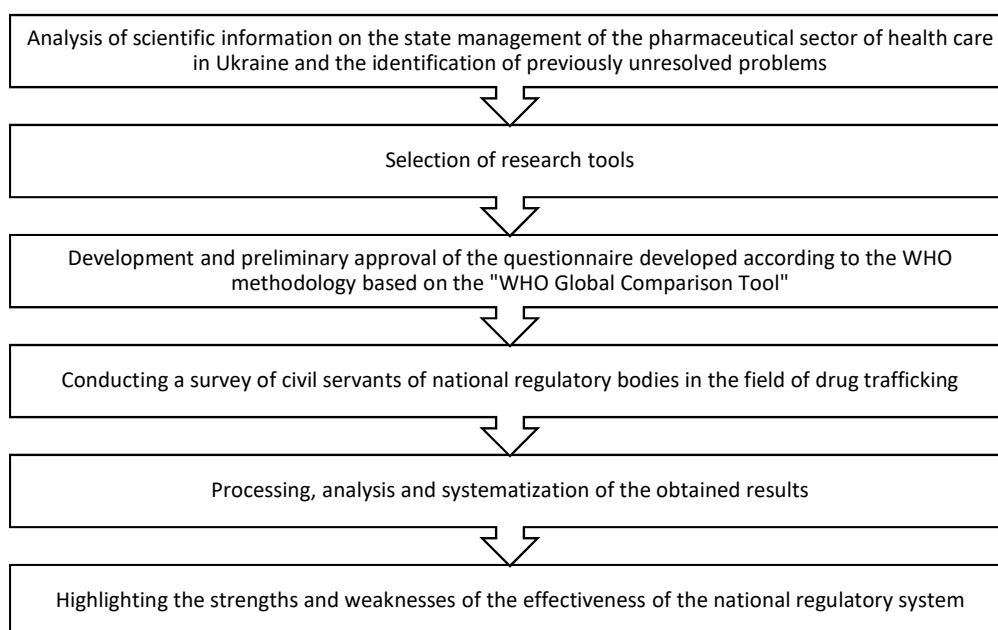 Analysis of scientific information on the state management of the pharmaceutical sector of health care
in Ukraine and the identification of previously unresolved problems
Selection of research tools
Development and preliminary approval of the questionnaire developed according to the WHO
methodology based on the "WHO Global Comparison Tool"
Conducting a survey of civil servants of national regulatory bodies in the field of drug trafficking
Processing, analysis and systematization of the obtained results
Highlighting the strengths and weaknesses of the effectiveness of the national regulatory system